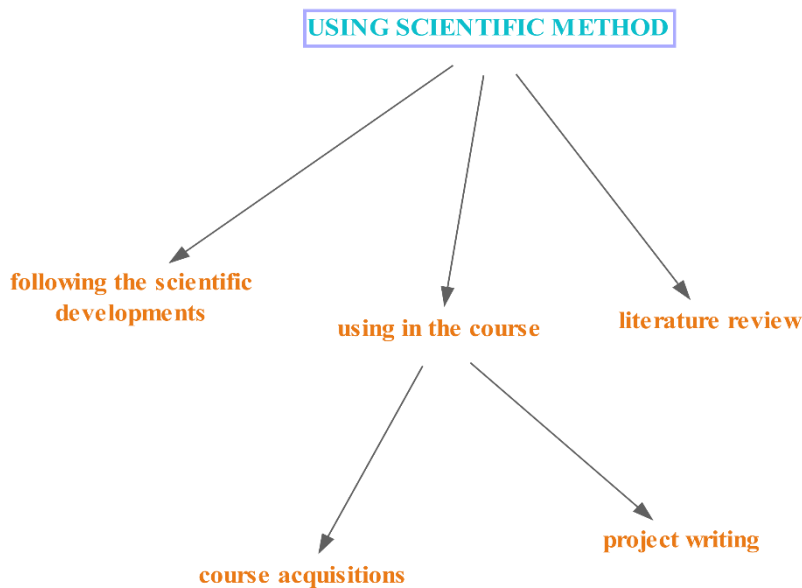 USING SCIENTIFIC METHOD
following the scientific
developments
using in the course
literature review
course acquisitions
project writing